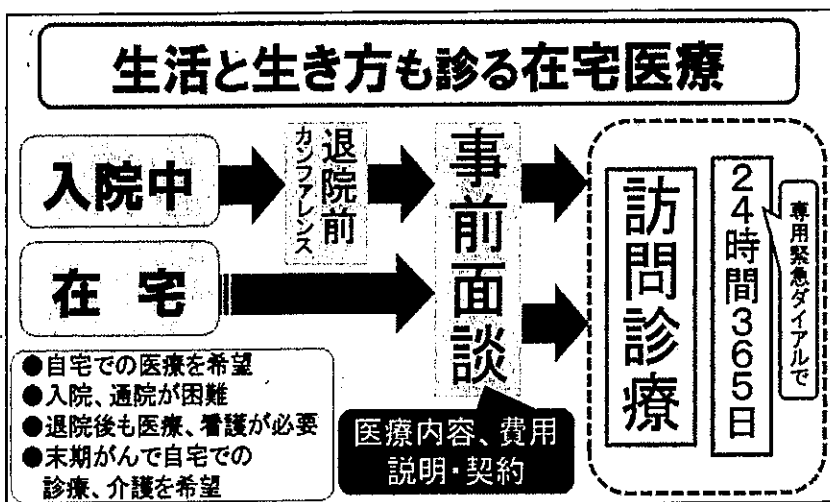 生活と生き方も診る在宅医療
入院中
退院前
カンファレンス
事前面談
在宅
訪問診療
24時間365日
専用緊急ダイアルで
●自宅での医療を希望
●入院、通院が困難
●退院後も医療、看護が必要
●末期がんで自宅での
診療、介護を希望
医療内容、費用
説明・契約